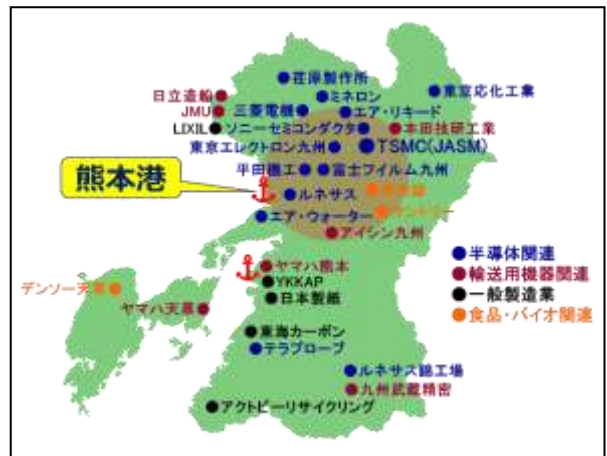 荏原製作所
東京応化工業
日立造船
ミネロン
JMU
三菱電機
エア・リキード
LIXIL
ソニーセミコンダクタ
本田技研工業
東京エレクトロン九州
TSMC(JASM)
平田機工
富士フイルム九州
熊本港
ルネサス
サントリー
エア・ウォーター
アイシン九州
半導体関連
輸送用機器関連
一般製造業
食品・バイオ関連
ヤマハ熊本
YKKAP
日本製紙
デンソー天草
ヤマハ天草
東海カーボン
テラプローブ
ルネサス錦工場
九州武蔵精密
アクトビーリサイクリング